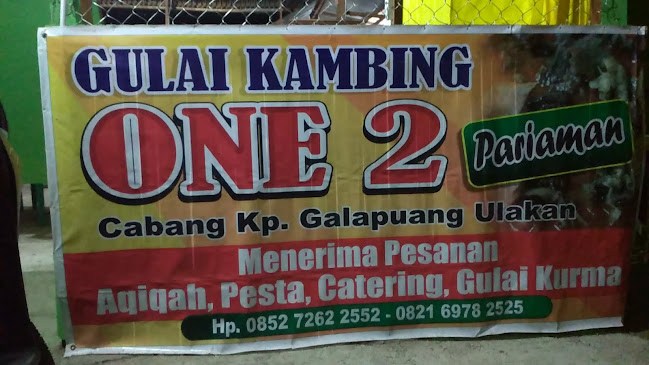 GULAI KAMBING
ONE 2
Pariaman
Cabang Kp. Galapuang Ulakan
Menerima Pesanan
Aqiqah, Pesta, Catering, Gulai Kurma
Hp. 0852 7262 2552 - 0821 6978 2525